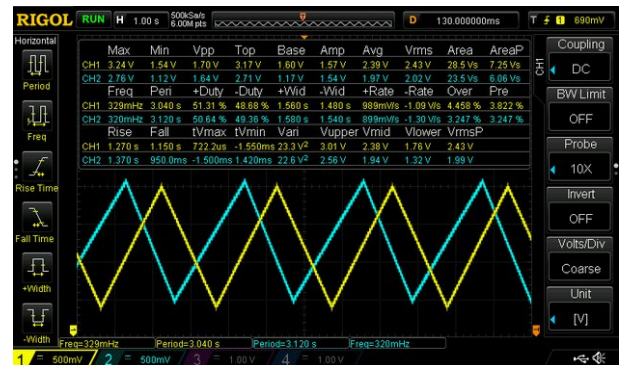 RIGOL RUN H 1.00 s 500kSa/s 6.00M pts D 130.000000ms T 1 690mV
Horizontal
Period
Freq
Rise Time
Fall Time
+Width
-Width
Max Min Vpp Top Base Amp Avg Vrms Area AreaP
CH1 3.24 V 1.54 V 1.70 V 3.17 V 1.60 V 1.57 V 2.39 V 2.43 V 28.5 Vs 7.25 Vs
CH2 2.76 V 1.12 V 1.64 V 2.71 V 1.17 V 1.54 V 1.97 V 2.02 V 23.5 Vs 6.06 Vs
Freq Peri +Duty -Duty +Wid -Wid +Rate -Rate Over Pre
CH1 329mHz 3.040 s 51.31 % 48.68 % 1.560 s 1.480 s 989mV/s -1.09 V/s 4.458 % 3.822 %
CH2 320mHz 3.120 s 50.64 % 49.36 % 1.580 s 1.540 s 899mV/s -1.30 V/s 3.247 % 3.247 %
Rise Fall tVmax tVmin Vari Vupper Vmid Vlower VrmsP
CH1 1.270 s 1.150 s 722.2us -1.550ms 23.3 V² 3.01 V 2.38 V 1.76 V 2.43 V
CH2 1.370 s 950.0ms -1.500ms 1.420ms 22.6 V² 2.56 V 1.94 V 1.32 V 1.99 V
CH1
Coupling
DC
BW Limit
OFF
Probe
10X
Invert
OFF
Volts/Div
Coarse
Unit
[V]
Freq=329mHz Period=3.040 s Period=3.120 s Freq=320mHz
1 = 500mV 2 = 500mV 3 = 1.00 V 4 = 1.00 V